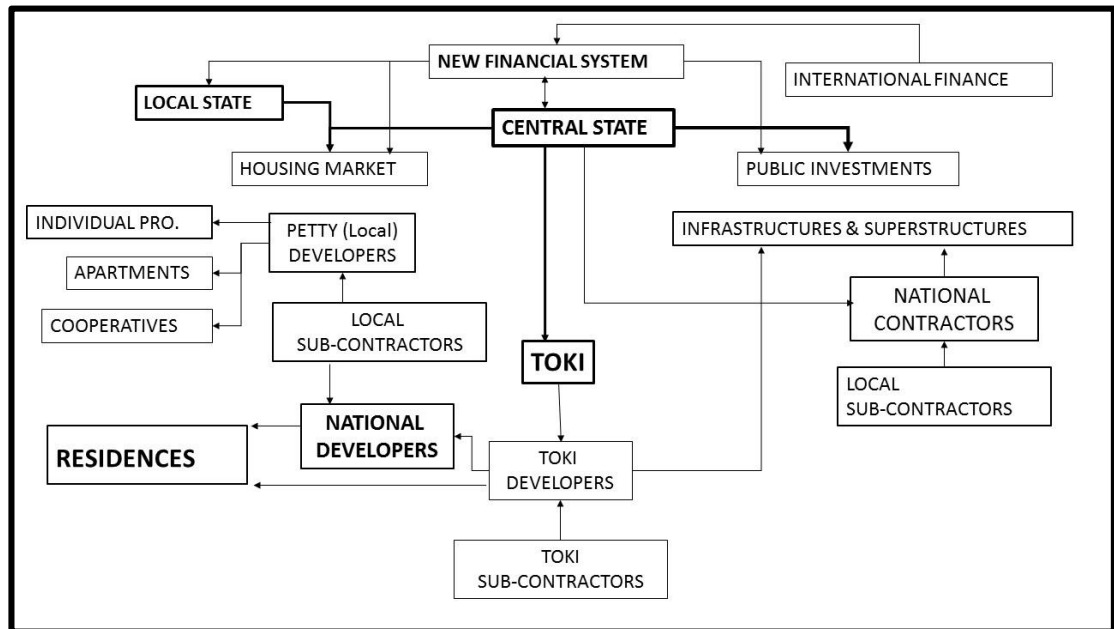 NEW FINANCIAL SYSTEM
INTERNATIONAL FINANCE
LOCAL STATE
CENTRAL STATE
HOUSING MARKET
PUBLIC INVESTMENTS
INDIVIDUAL PRO.
PETTY (Local)
DEVELOPERS
INFRASTRUCTURES & SUPERSTRUCTURES
APARTMENTS
COOPERATIVES
LOCAL
SUB-CONTRACTORS
NATIONAL
CONTRACTORS
TOKI
LOCAL
SUB-CONTRACTORS
NATIONAL
DEVELOPERS
RESIDENCES
TOKI
DEVELOPERS
TOKI
SUB-CONTRACTORS